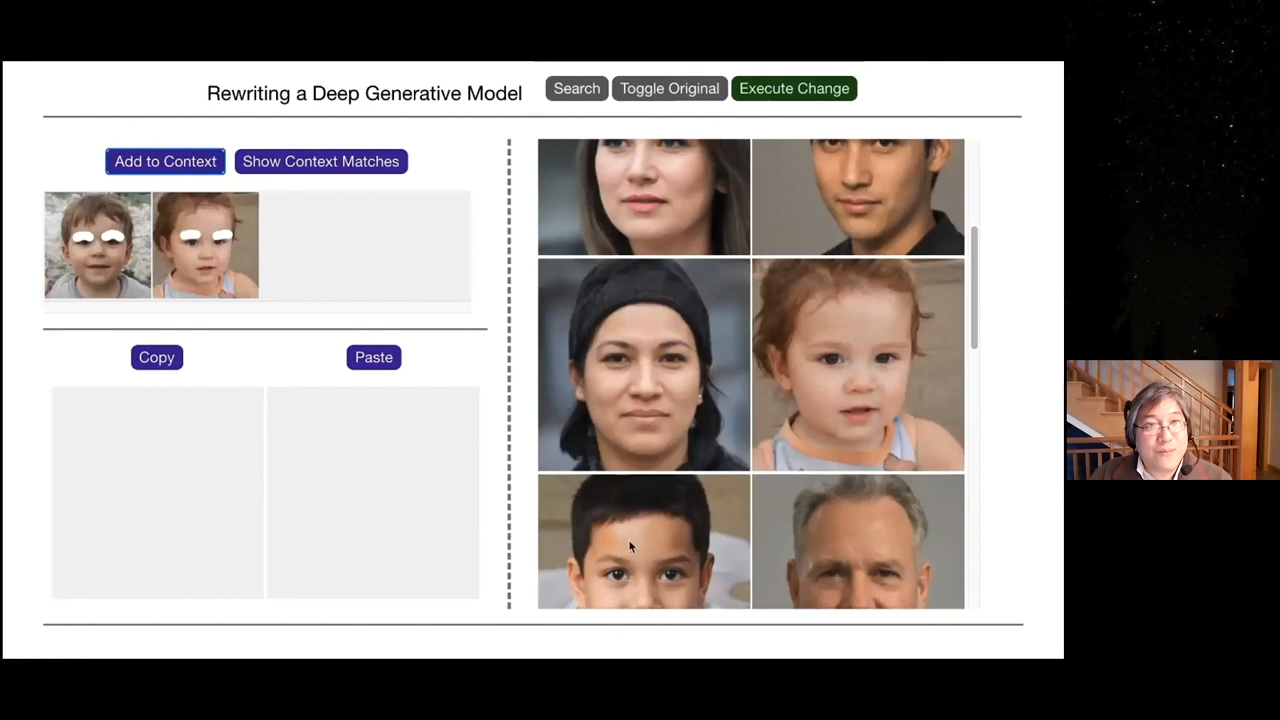 Rewriting a Deep Generative Model
Search
Toggle Original
Execute Change
Add to Context
Show Context Matches
Copy
Paste